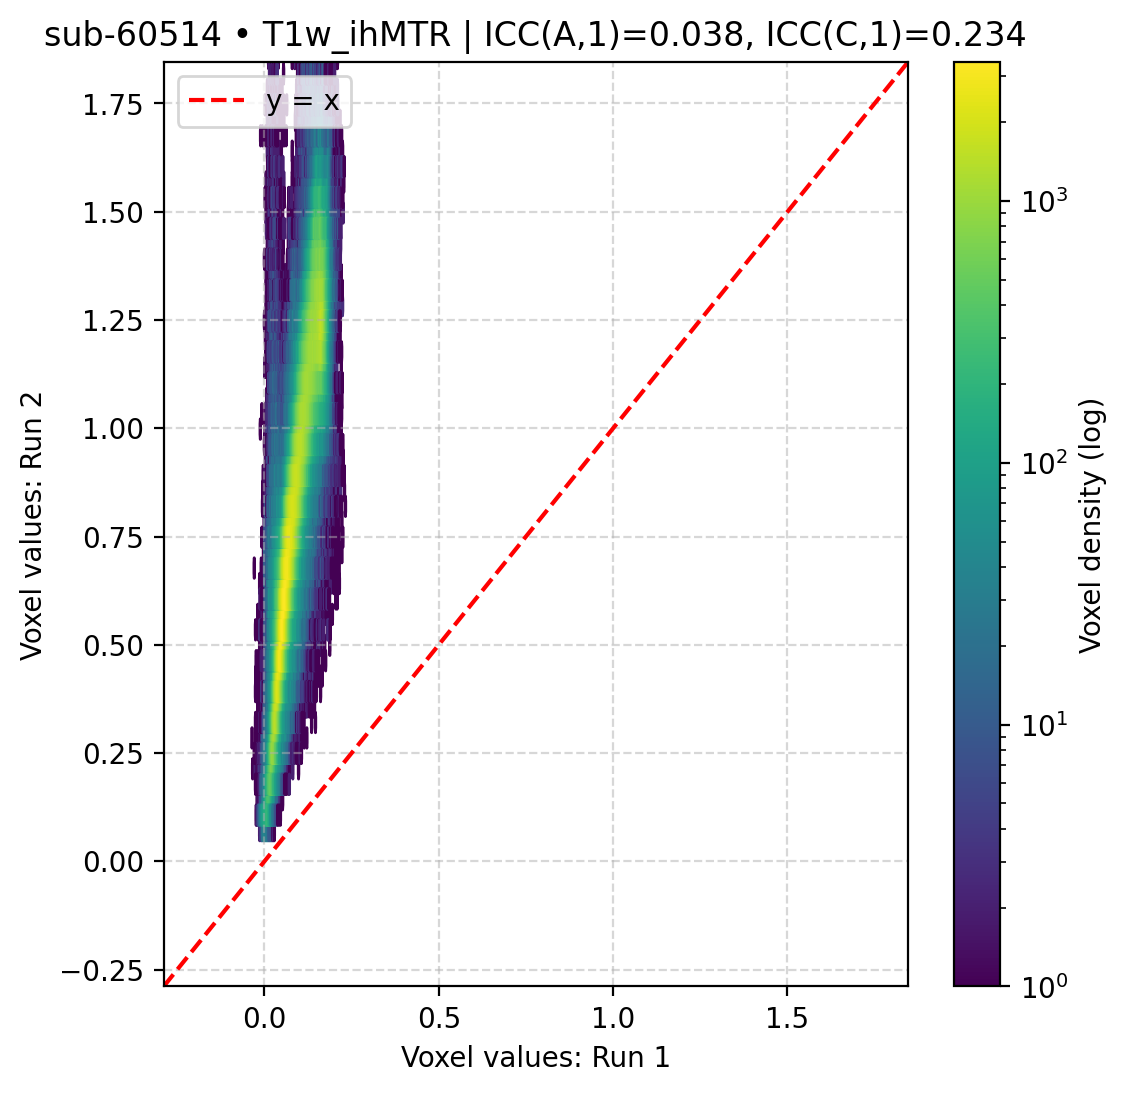 sub-60514 • T1w_ihMTR | ICC(A,1)=0.038, ICC(C,1)=0.234
y = x
1.75
1.50
1.25
1.00
0.75
0.50
0.25
0.00
−0.25
Voxel values: Run 2
0.0 0.5 1.0 1.5
Voxel values: Run 1
10³
10²
10¹
10⁰
Voxel density (log)